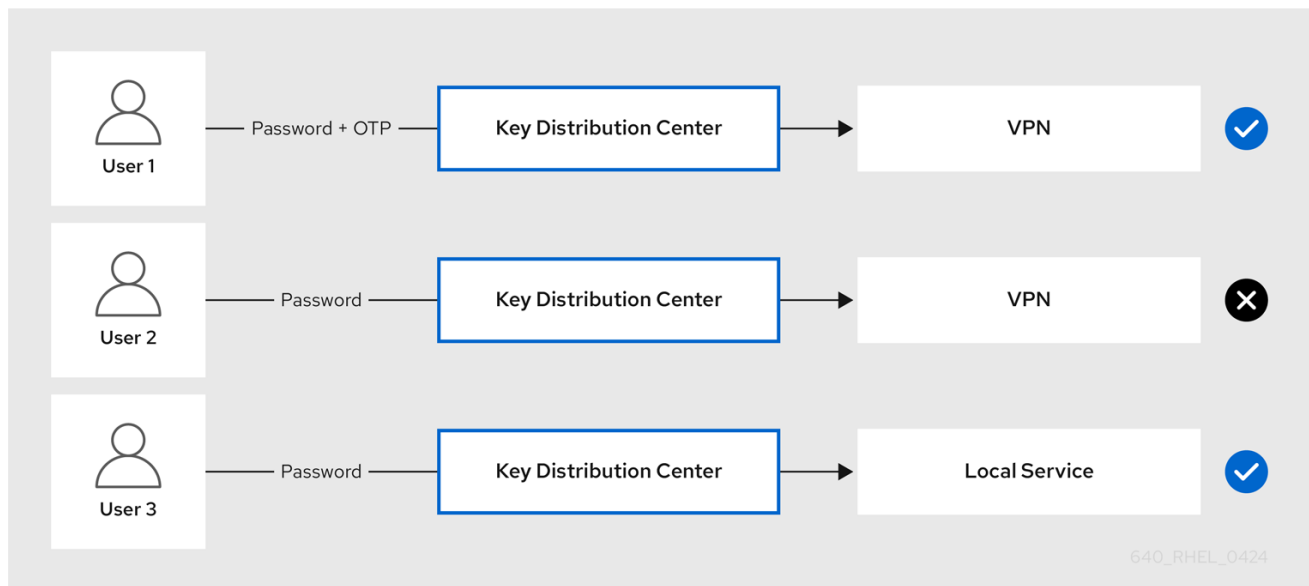 User 1
Password + OTP
Key Distribution Center
VPN
User 2
Password
Key Distribution Center
VPN
User 3
Password
Key Distribution Center
Local Service
640_RHEL_0424